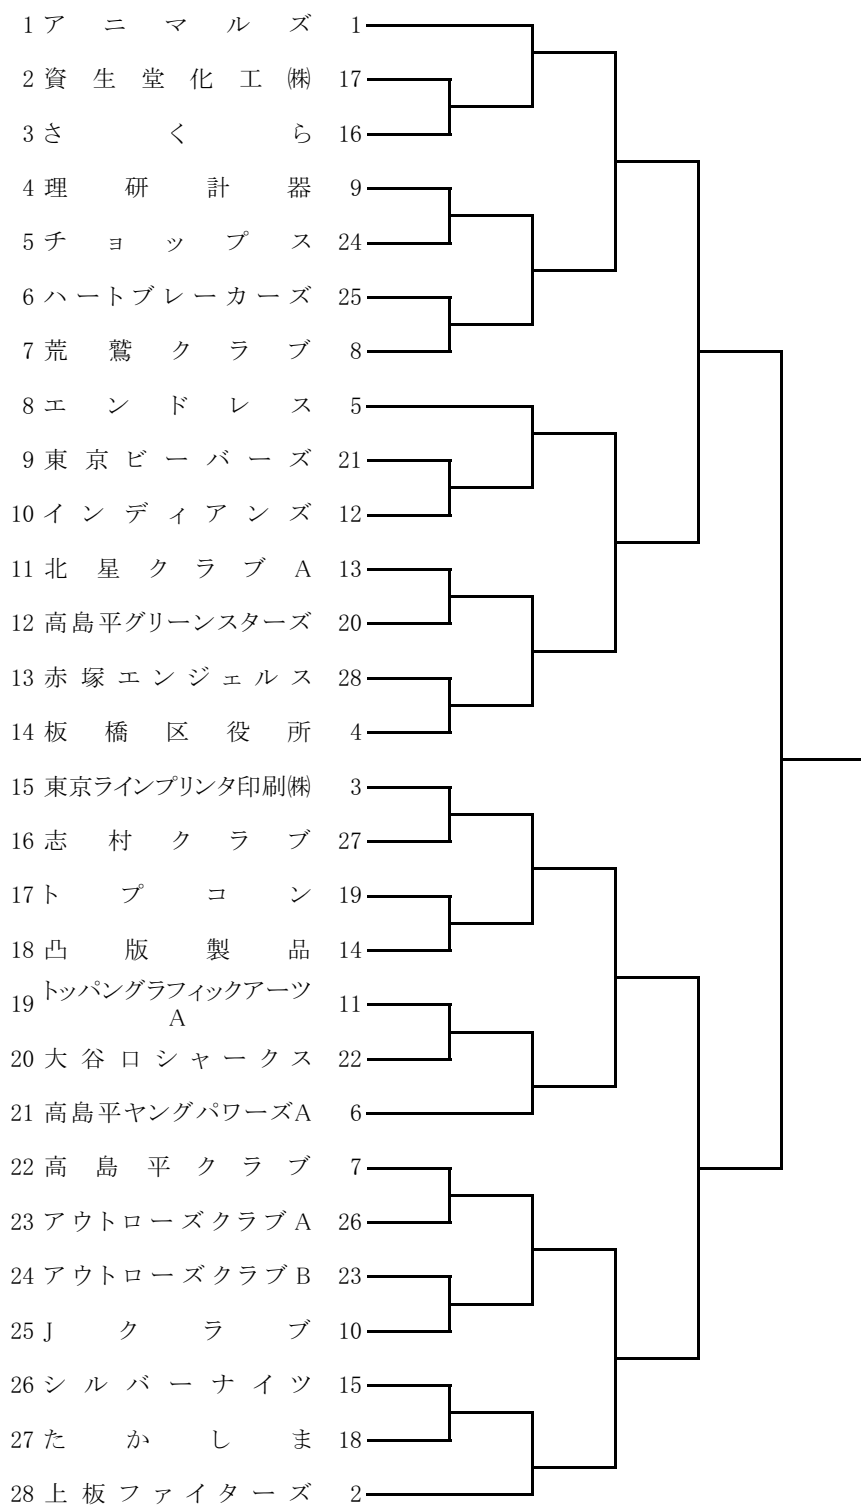 1 アニマルズ 1
2 資生堂化工㈱ 17
3 さくら 16
4 理研計器 9
5 チョップス 24
6 ハートブレーカーズ 25
7 荒鷲クラブ 8
8 エンドレス 5
9 東京ビーバーズ 21
10 インディアンズ 12
11 北星クラブA 13
12 高島平グリーンスターズ 20
13 赤塚エンジェルス 28
14 板橋区役所 4
15 東京ラインプリンタ印刷㈱ 3
16 志村クラブ 27
17 トプコン 19
18 凸版製品 14
19 トッパングラフィックアーツ 11
A
20 大谷口シャークス 22
21 高島平ヤングパワーズA 6
22 高島平クラブ 7
23 アウトローズクラブA 26
24 アウトローズクラブB 23
25 Jクラブ 10
26 シルバーナイツ 15
27 たかしま 18
28 上板ファイターズ 2